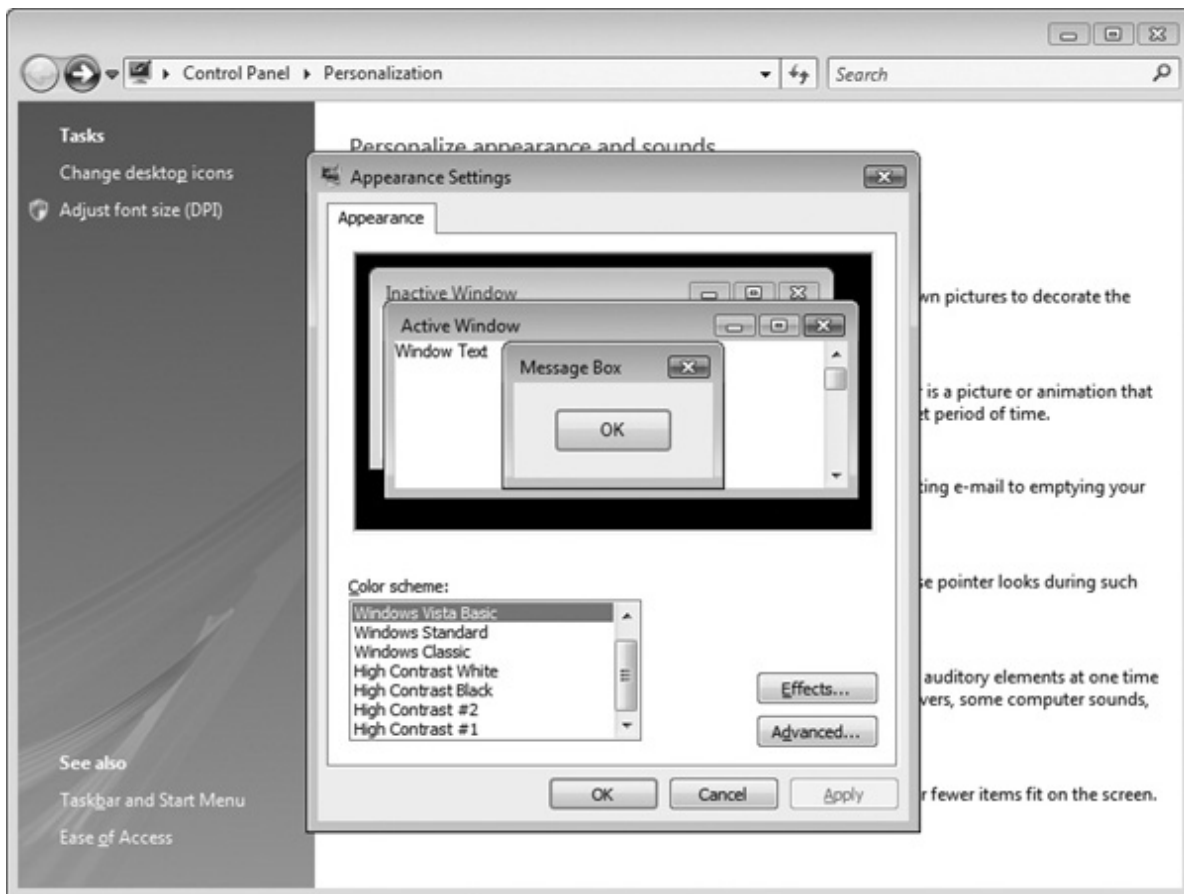 Control Panel
Personalization
Search
Tasks
Change desktop icons
Adjust font size (DPI)
See also
Taskbar and Start Menu
Ease of Access
Personalize appearance and sounds
Appearance Settings
Appearance
Inactive Window
Active Window
Window Text
Message Box
OK
Color scheme:
Windows Vista Basic
Windows Standard
Windows Classic
High Contrast White
High Contrast Black
High Contrast #2
High Contrast #1
Effects...
Advanced...
OK
Cancel
Apply
pictures to decorate the
is a picture or animation that
period of time.
e-mail to emptying your
pointer looks during such
auditory elements at one time
some computer sounds,
fewer items fit on the screen.